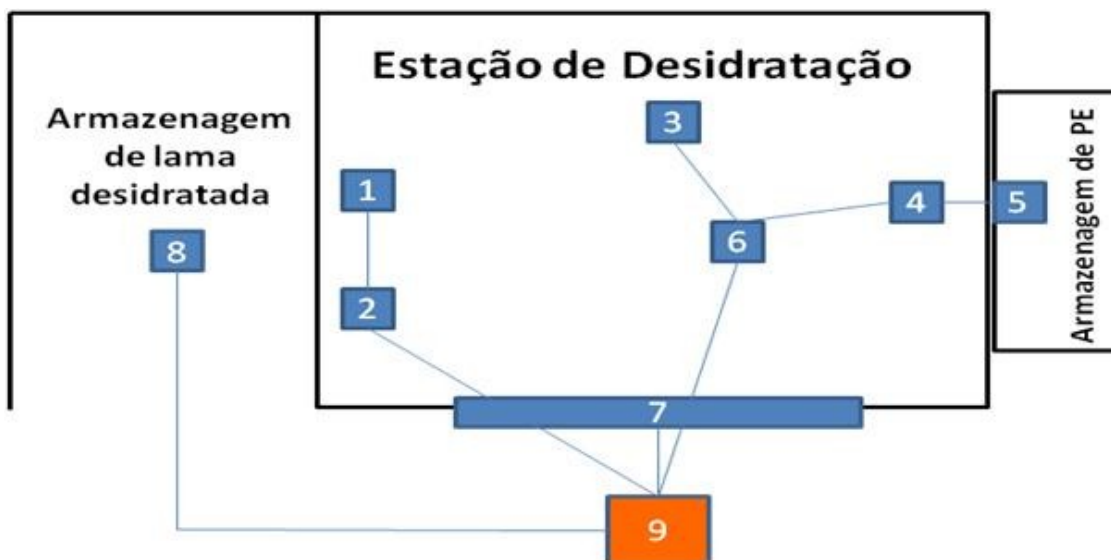 Estação de Desidratação
Armazenagem
de lama
desidratada
Armazenagem de PE
3
1
4
5
6
8
2
7
9